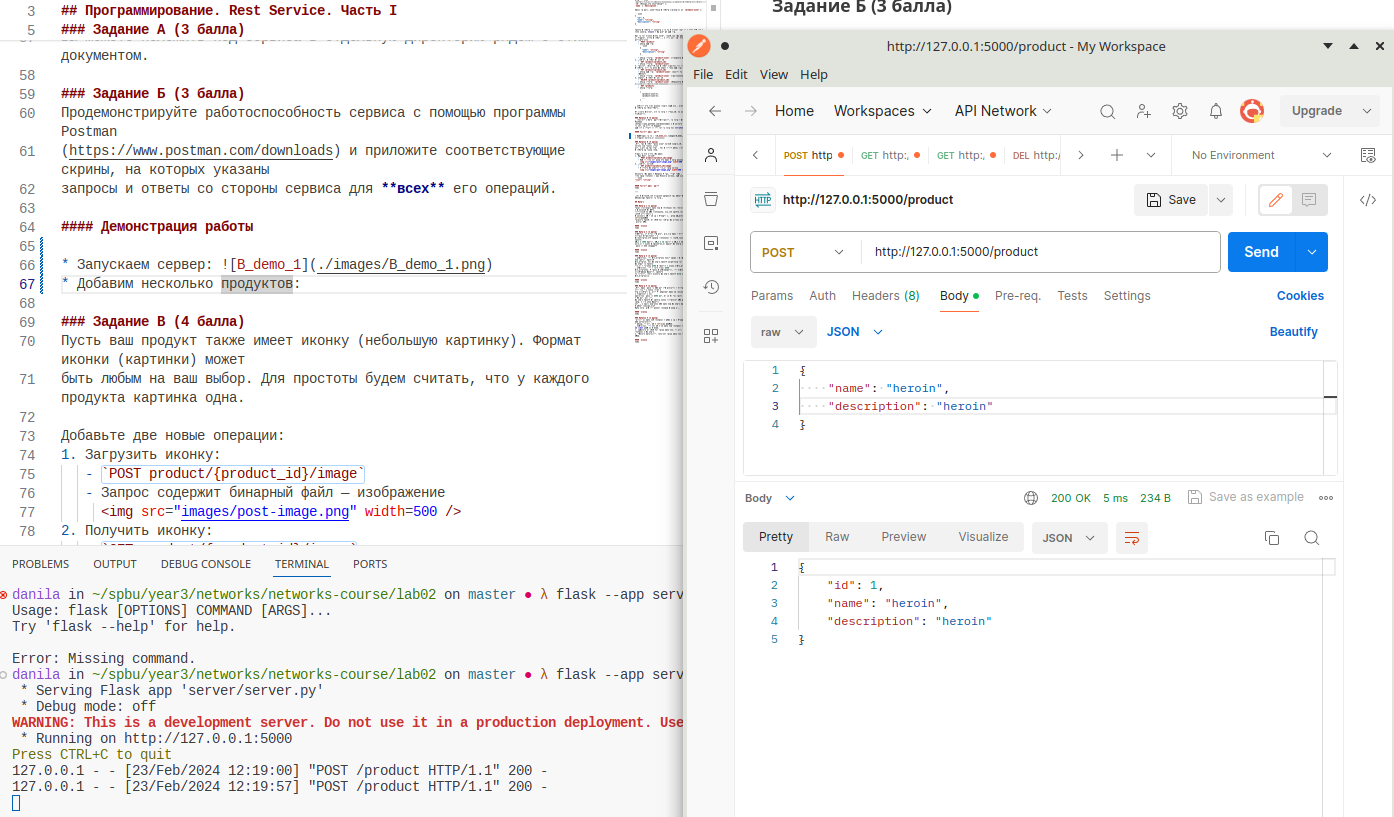 3 ## Программирование. Rest Service. Часть I
5 ### Задание А (3 балла)
документом.
58
59 ### Задание Б (3 балла)
60 Продемонстрируйте работоспособность сервиса с помощью программы
Postman
61 (https://www.postman.com/downloads) и приложите соответствующие
скрины, на которых указаны
62 запросы и ответы со стороны сервиса для **всех** его операций.
63
64 #### Демонстрация работы
65
66 * Запускаем сервер: ![B_demo_1](./images/B_demo_1.png)
67 * Добавим несколько продуктов:
68
69 ### Задание В (4 балла)
70 Пусть ваш продукт также имеет иконку (небольшую картинку). Формат
иконки (картинки) может
71 быть любым на ваш выбор. Для простоты будем считать, что у каждого
продукта картинка одна.
72
73 Добавьте две новые операции:
74 1. Загрузить иконку:
75 - `POST product/{product_id}/image`
76 - Запрос содержит бинарный файл — изображение
77 <img src="images/post-image.png" width=500 />
78 2. Получить иконку:
PROBLEMS OUTPUT DEBUG CONSOLE TERMINAL PORTS
danila in ~/spbu/year3/networks/networks-course/lab02 on master ● λ flask --app serv
Usage: flask [OPTIONS] COMMAND [ARGS]...
Try 'flask --help' for help.
Error: Missing command.
danila in ~/spbu/year3/networks/networks-course/lab02 on master ● λ flask --app serv
* Serving Flask app 'server/server.py'
* Debug mode: off
WARNING: This is a development server. Do not use it in a production deployment. Use
* Running on http://127.0.0.1:5000
Press CTRL+C to quit
127.0.0.1 - - [23/Feb/2024 12:19:00] "POST /product HTTP/1.1" 200 -
127.0.0.1 - - [23/Feb/2024 12:19:57] "POST /product HTTP/1.1" 200 -
Задание Б (3 балла)
http://127.0.0.1:5000/product - My Workspace
File Edit View Help
Home Workspaces API Network Upgrade
POST http GET http:, GET http:, DEL http:/ No Environment
HTTP http://127.0.0.1:5000/product Save
POST http://127.0.0.1:5000/product Send
Params Auth Headers (8) Body Pre-req. Tests Settings Cookies
raw JSON Beautify
1 {
2 "name": "heroin",
3 "description": "heroin"
4 }
Body 200 OK 5 ms 234 B Save as example
Pretty Raw Preview Visualize JSON
1 {
2 "id": 1,
3 "name": "heroin",
4 "description": "heroin"
5 }